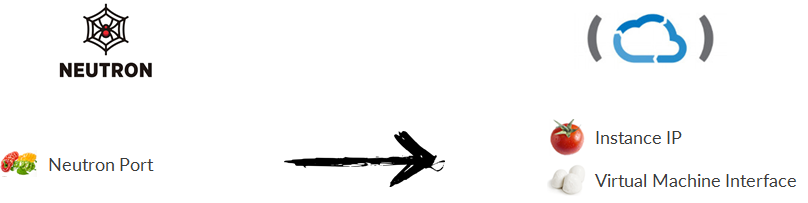 NEUTRON
Neutron Port
Instance IP
Virtual Machine Interface